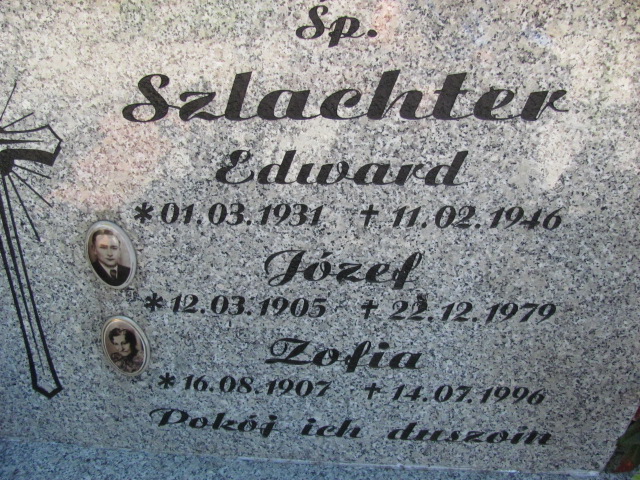 Sp.
Szlachter
Edward
*01.03.1931 †11.02.1946
Józef
*12.03.1905 †22.12.1979
Zofia
*16.08.1907 †14.07.1996
Pokój ich duszom